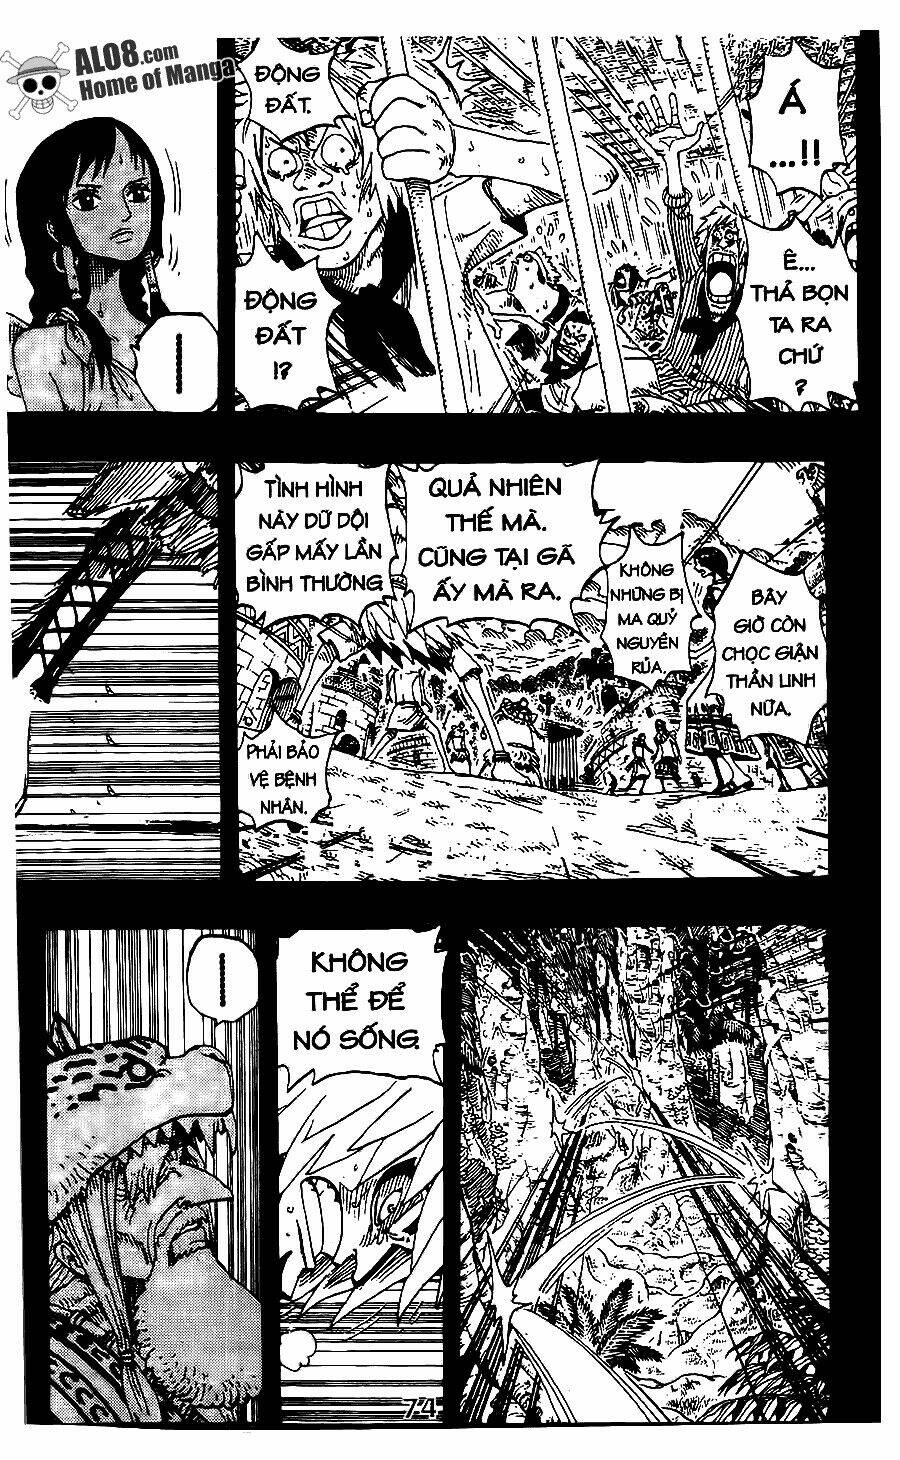 AL08.com
Home of Manga
ĐỘNG
ĐẤT.
Á
...!!
Ê...
THẢ BỌN
TA RA
CHỨ
?
ĐỘNG
ĐẤT
!?
TÌNH HÌNH
NÀY DỮ DỘI
GẤP MẤY LẦN
BÌNH THƯỜNG
QUẢ NHIÊN
THẾ MÀ.
CŨNG TẠI GÃ
ẤY MÀ RA.
KHÔNG
NHỮNG BỊ
MA QUỶ
NGUYỀN
RỦA.
BÂY
GIỜ CÒN
CHỌC GIẬN
THẦN LINH
NỮA.
PHẢI BẢO
VỆ BỆNH
NHÂN.
KHÔNG
THỂ ĐỂ
NÓ SỐNG.
74